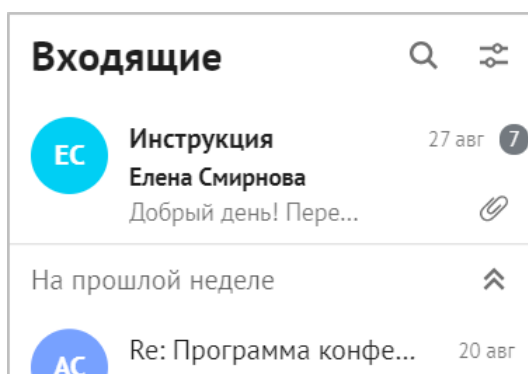 Входящие
ЕС
Инструкция
27 авг
7
Елена Смирнова
Добрый день! Пере...
На прошлой неделе
АС
Re: Программа конфе...
20 авг